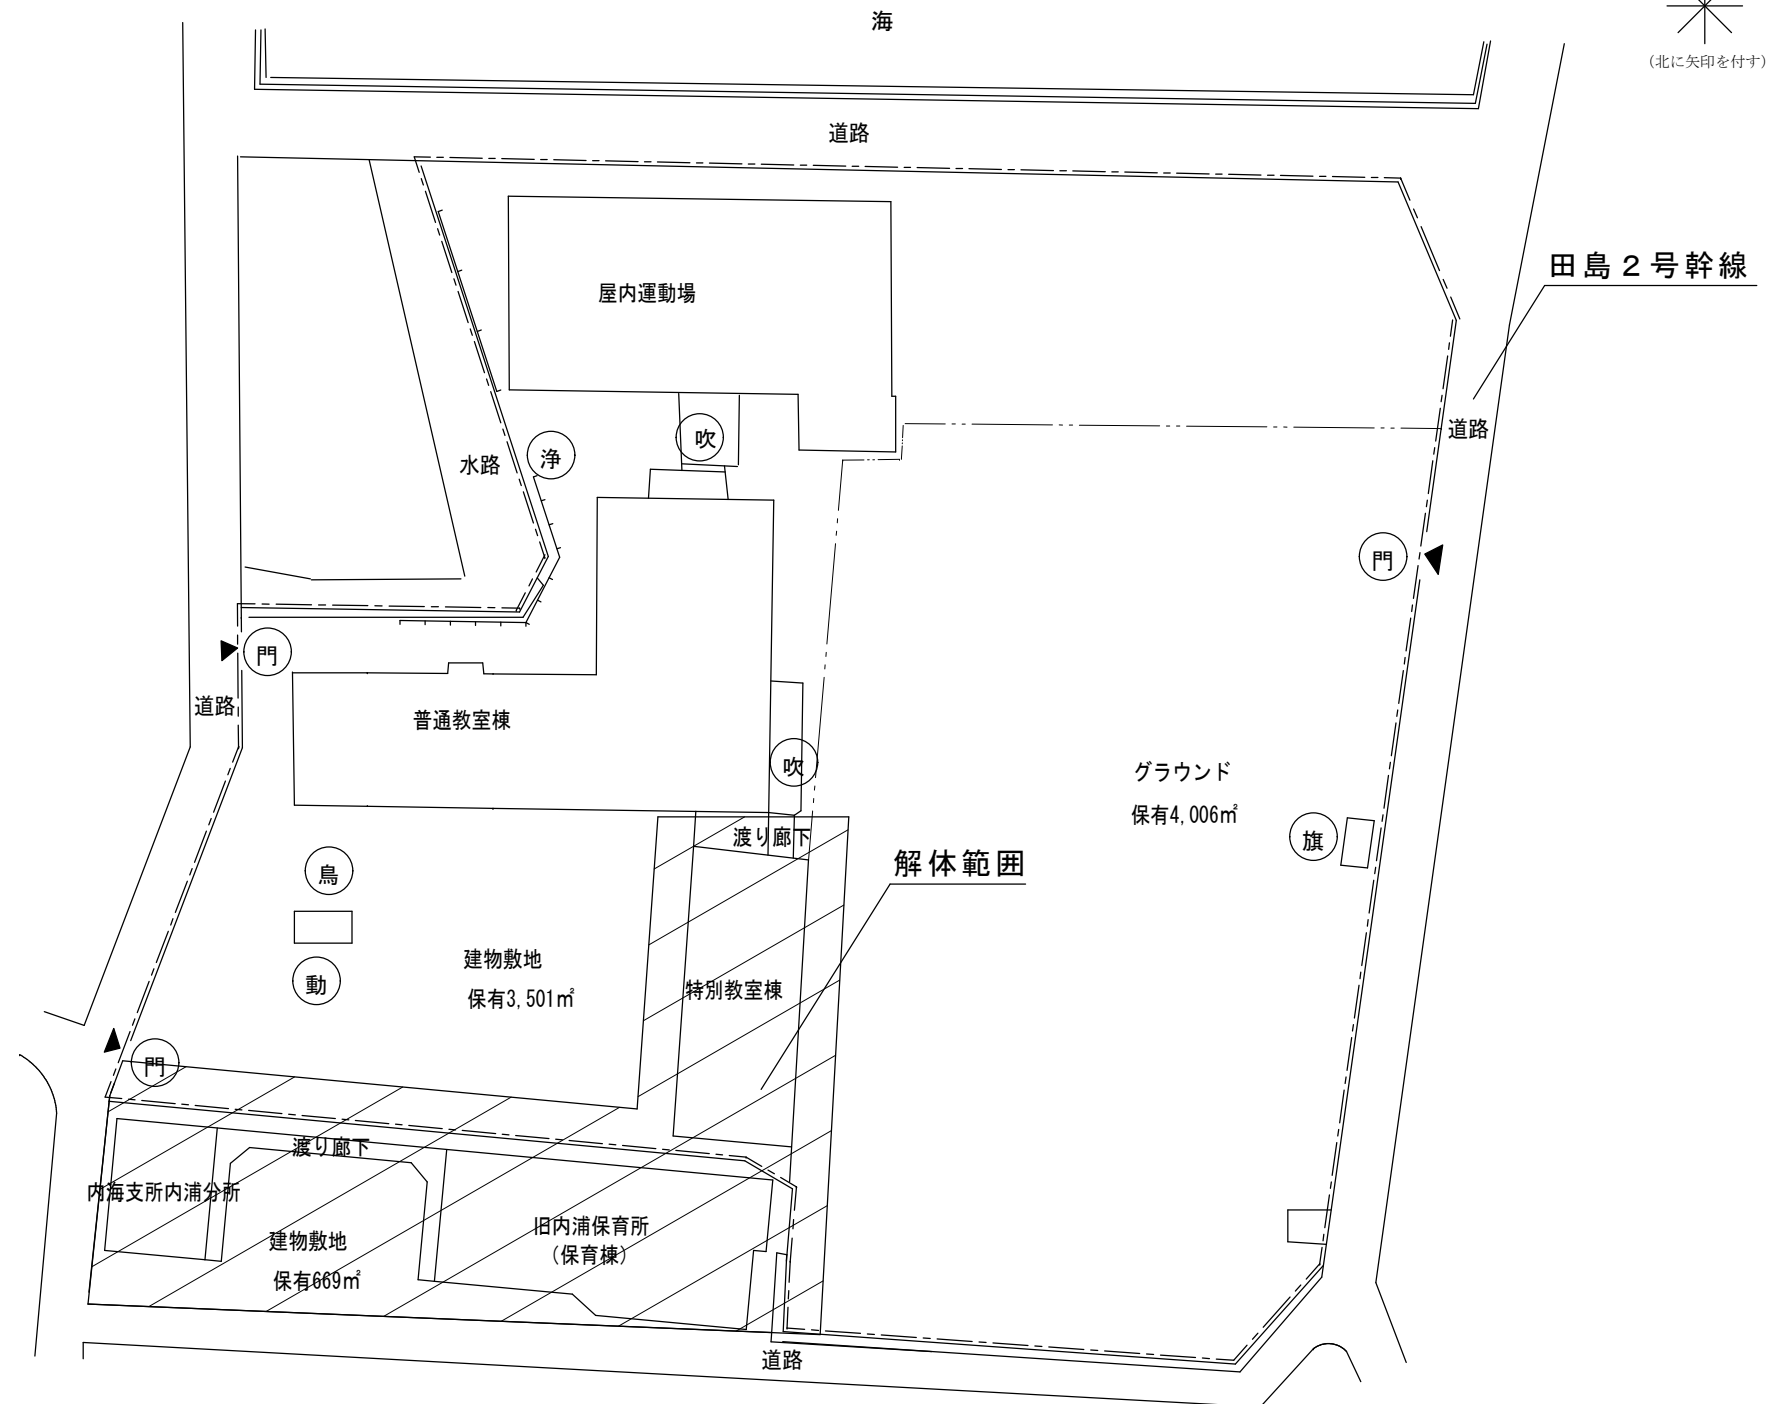 海
(北に矢印を付す)
道路
田島２号幹線
屋内運動場
吹
道路
水路
浄
門
門
道路
普通教室棟
吹
グラウンド
保有4,006㎡
渡り廊下
旗
解体範囲
鳥
建物敷地
保有3,501㎡
動
特別教室棟
門
渡り廊下
内海支所内浦分所
旧内浦保育所
(保育棟)
建物敷地
保有669㎡
道路